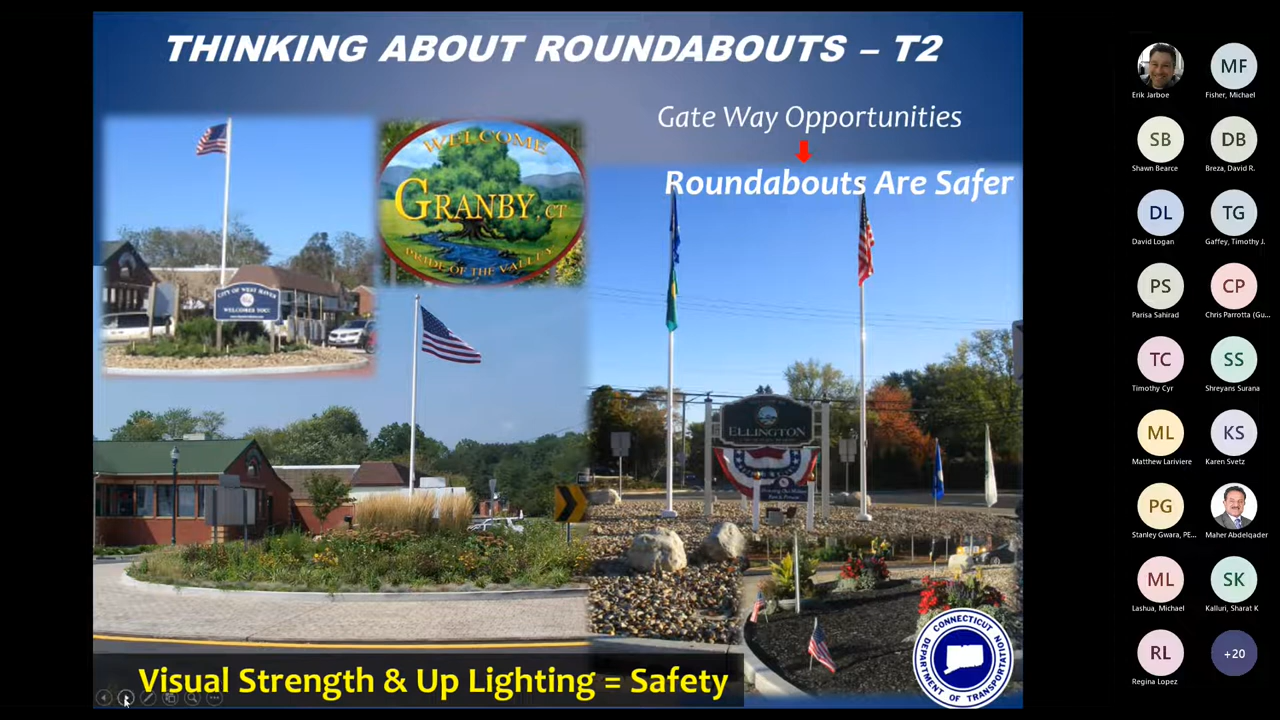 THINKING ABOUT ROUNDABOUTS – T2
Gate Way Opportunities
Roundabouts Are Safer
WELCOME
GRANBY, CT
PRIDE OF THE VALLEY
CITY OF WEST HAVEN
WELCOMES YOU!
ELLINGTON
Visual Strength & Up Lighting = Safety
CONNECTICUT
DEPARTMENT OF TRANSPORTATION
Erik Jarboe
MF
Fisher, Michael
SB
Shawn Bearce
DB
Breza, David R.
DL
David Logan
TG
Gaffey, Timothy J.
PS
Parisa Sahirad
CP
Chris Parrotta (Gu...
TC
Timothy Cyr
SS
Shreyans Surana
ML
Matthew Lariviere
KS
Karen Svetz
PG
Stanley Gwara, PE...
Maher Abdelqader
ML
Lashua, Michael
SK
Kalluri, Sharat K
RL
Regina Lopez
+20